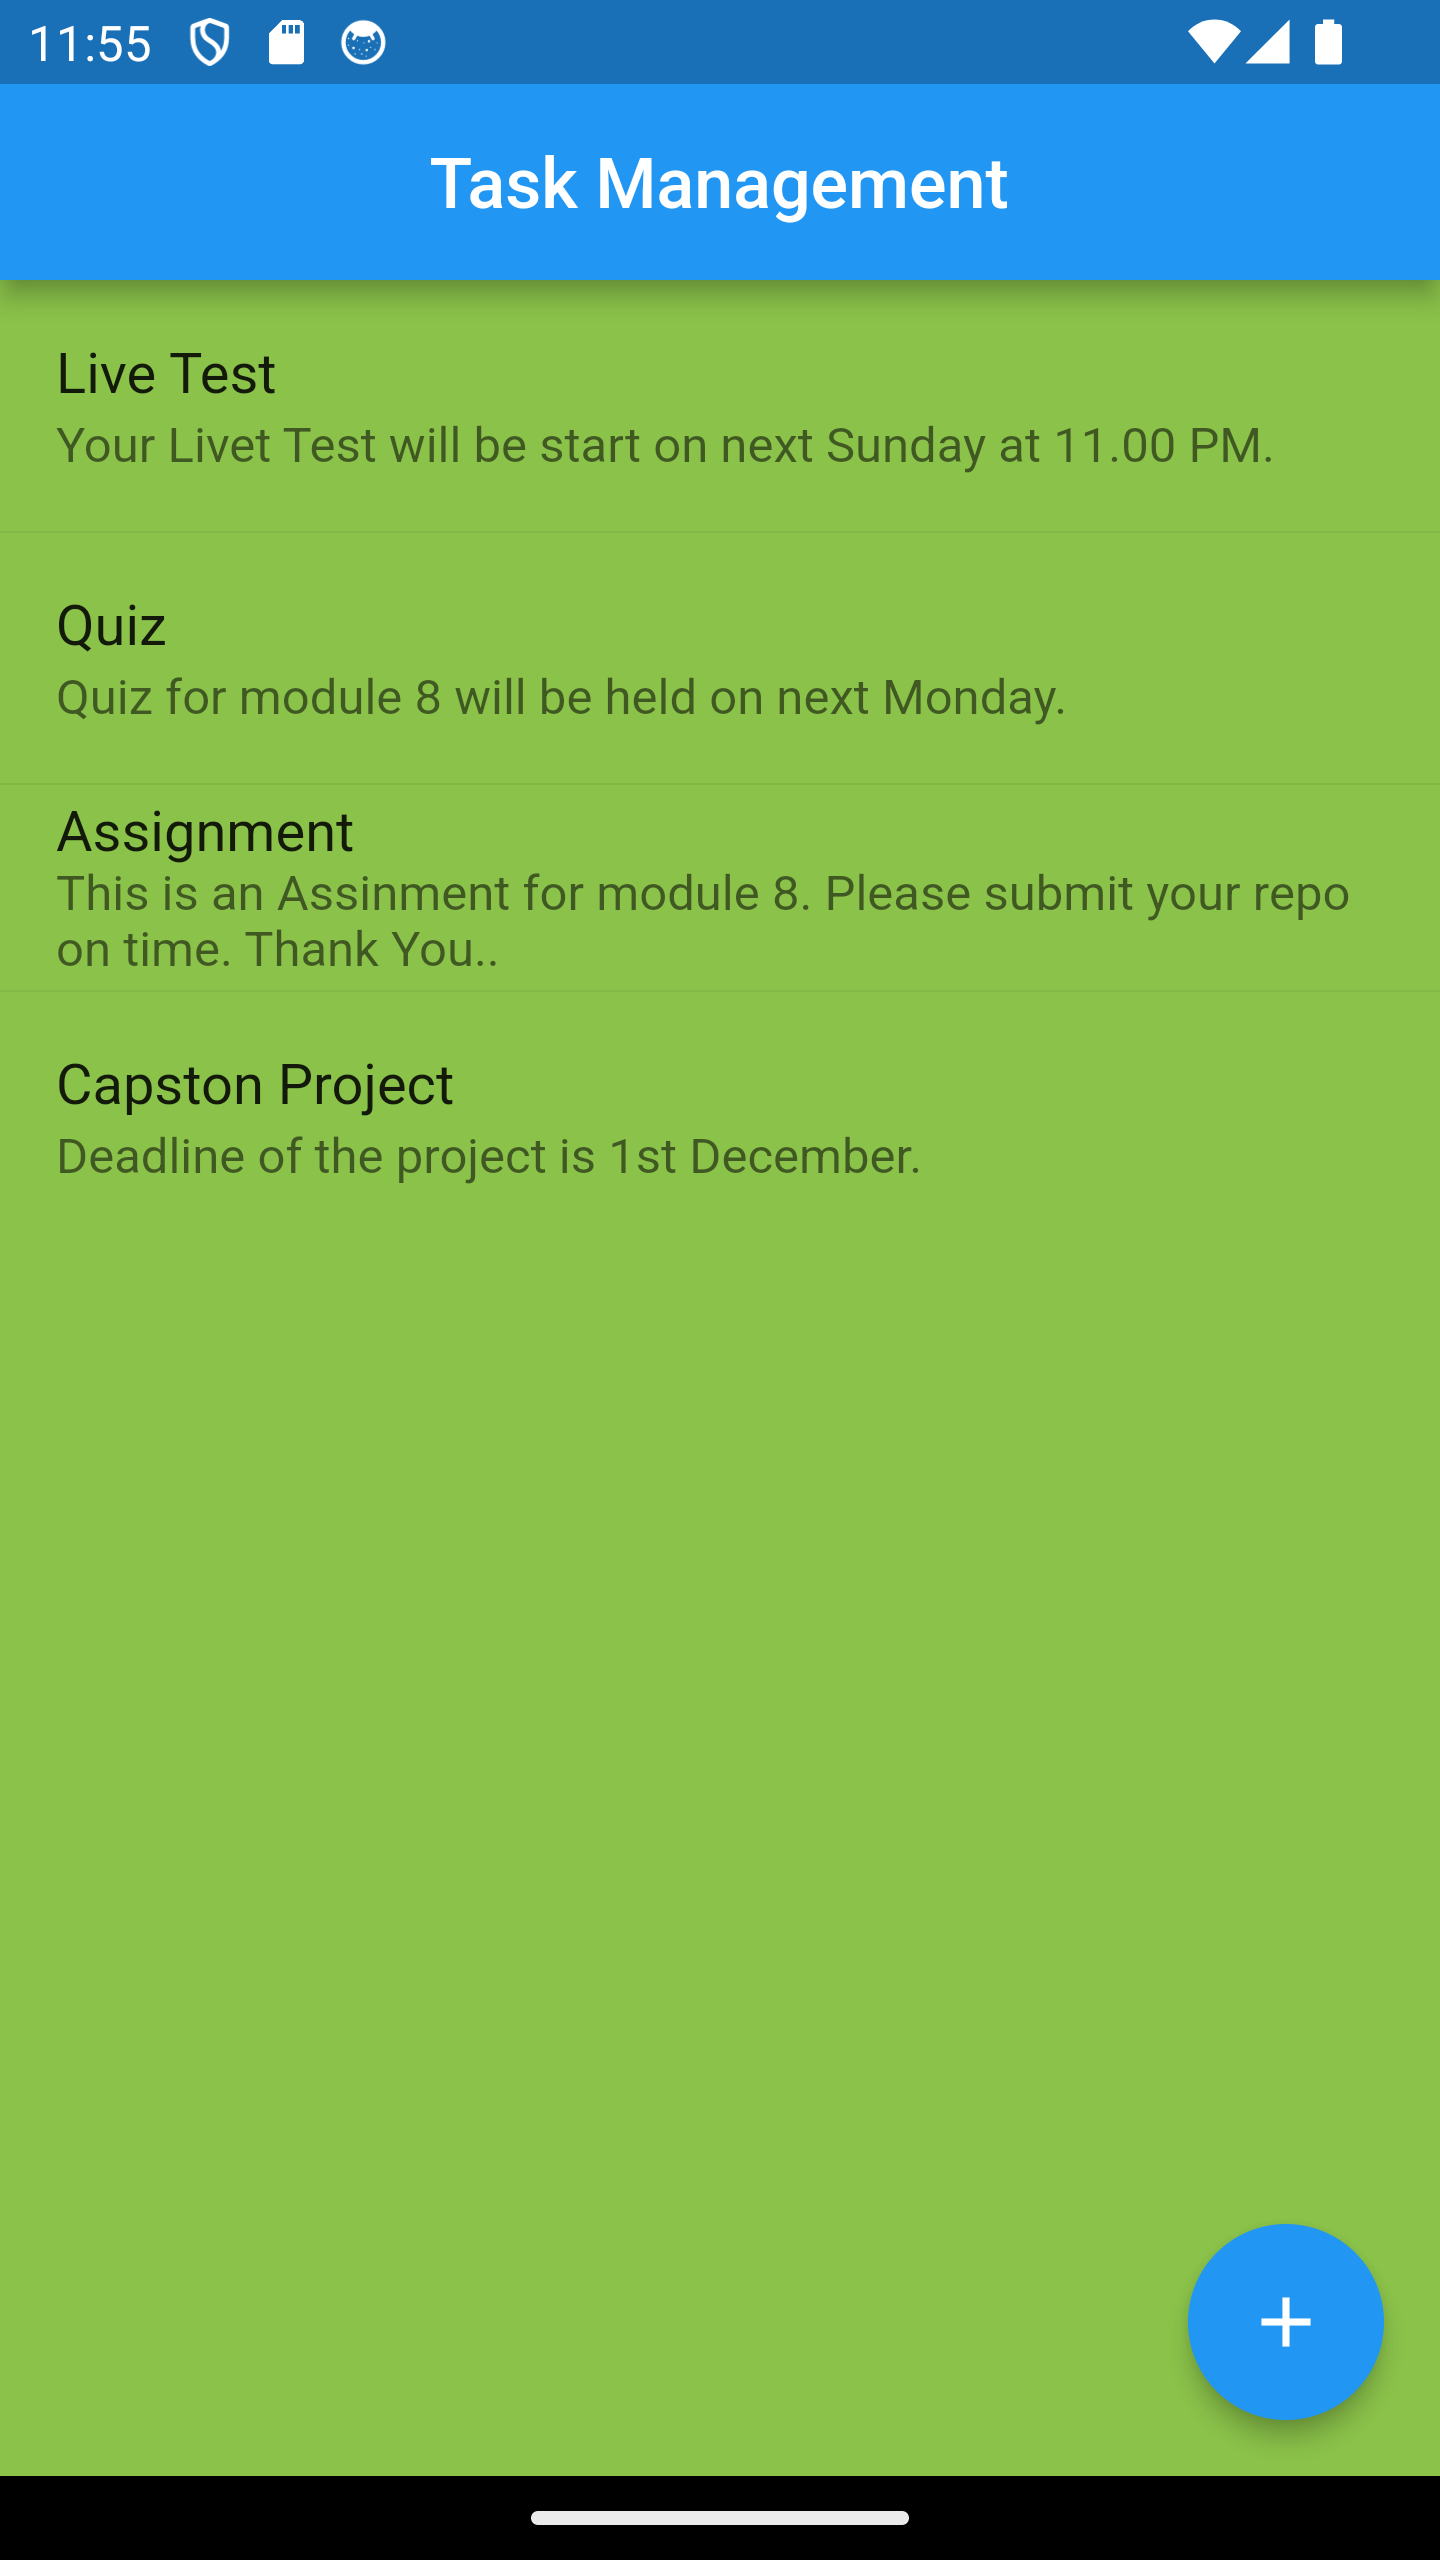 11:55
Task Management
Live Test
Your Livet Test will be start on next Sunday at 11.00 PM.
Quiz
Quiz for module 8 will be held on next Monday.
Assignment
This is an Assinment for module 8. Please submit your repo
on time. Thank You..
Capston Project
Deadline of the project is 1st December.